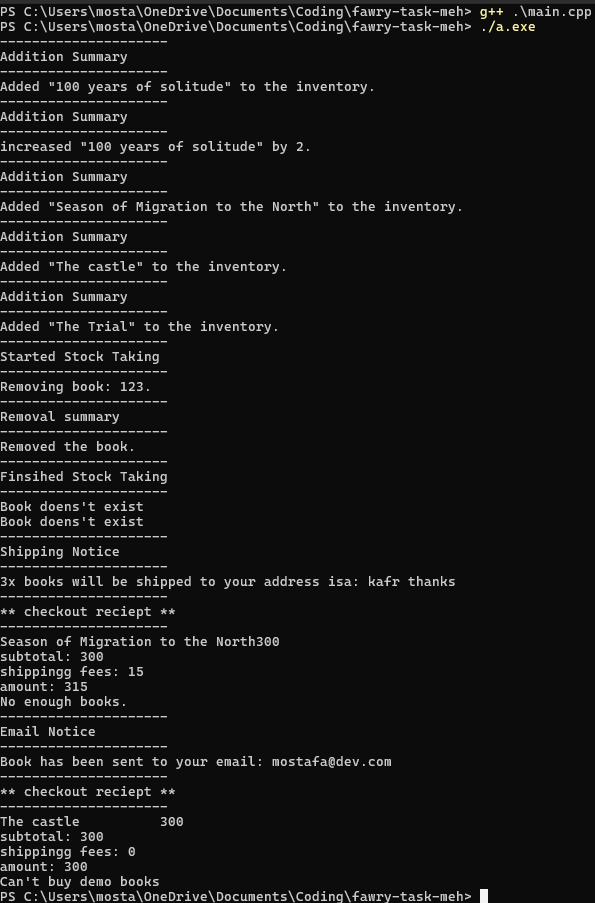 PS C:\Users\mosta\OneDrive\Documents\Coding\fawry-task-meh> g++ .\main.cpp
PS C:\Users\mosta\OneDrive\Documents\Coding\fawry-task-meh> ./a.exe
---------------------
Addition Summary
---------------------
Added "100 years of solitude" to the inventory.
---------------------
Addition Summary
---------------------
increased "100 years of solitude" by 2.
---------------------
Addition Summary
---------------------
Added "Season of Migration to the North" to the inventory.
---------------------
Addition Summary
---------------------
Added "The castle" to the inventory.
---------------------
Addition Summary
---------------------
Added "The Trial" to the inventory.
---------------------
Started Stock Taking
---------------------
Removing book: 123.
---------------------
Removal summary
---------------------
Removed the book.
---------------------
Finsihed Stock Taking
---------------------
Book doens't exist
Book doens't exist
---------------------
Shipping Notice
---------------------
3x books will be shipped to your address isa: kafr thanks
---------------------
** checkout reciept **
---------------------
Season of Migration to the North300
subtotal: 300
shippingg fees: 15
amount: 315
No enough books.
---------------------
Email Notice
---------------------
Book has been sent to your email: mostafa@dev.com
---------------------
** checkout reciept **
---------------------
The castle          300
subtotal: 300
shippingg fees: 0
amount: 300
Can't buy demo books
PS C:\Users\mosta\OneDrive\Documents\Coding\fawry-task-meh>